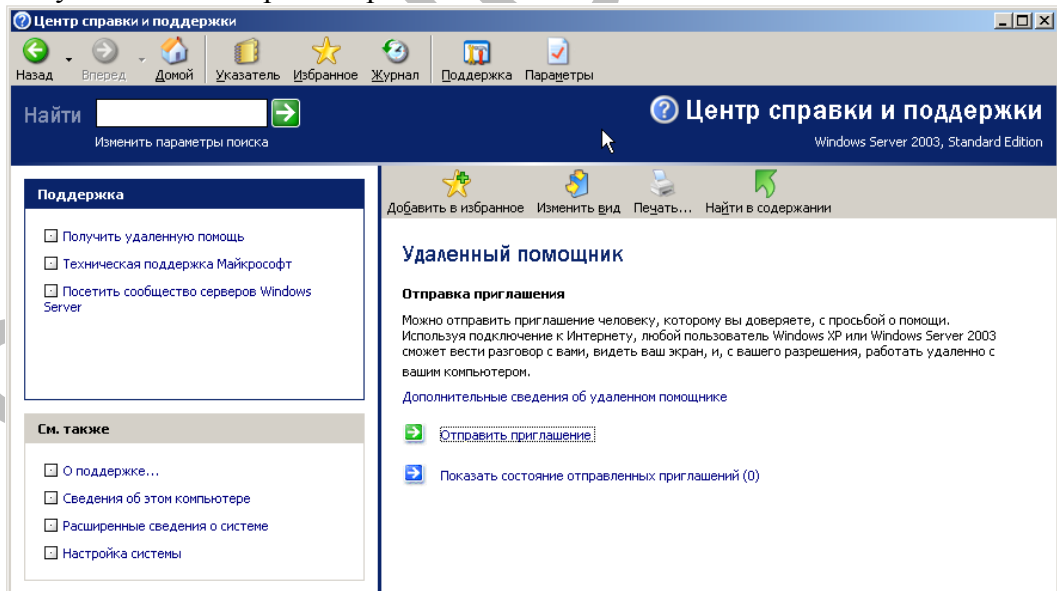 Центр справки и поддержки
Назад Вперед Домой Указатель Избранное Журнал Поддержка Параметры
Найти
Изменить параметры поиска
Центр справки и поддержки
Windows Server 2003, Standard Edition
Поддержка
Получить удаленную помощь
Техническая поддержка Майкрософт
Посетить сообщество серверов Windows
Server
См. также
О поддержке...
Сведения об этом компьютере
Расширенные сведения о системе
Настройка системы
Добавить в избранное Изменить вид Печать... Найти в содержании
Удаленный помощник
Отправка приглашения
Можно отправить приглашение человеку, которому вы доверяете, с просьбой о помощи.
Используя подключение к Интернету, любой пользователь Windows XP или Windows Server 2003
сможет вести разговор с вами, видеть ваш экран, и, с вашего разрешения, работать удаленно с
вашим компьютером.
Дополнительные сведения об удаленном помощнике
Отправить приглашение
Показать состояние отправленных приглашений (0)